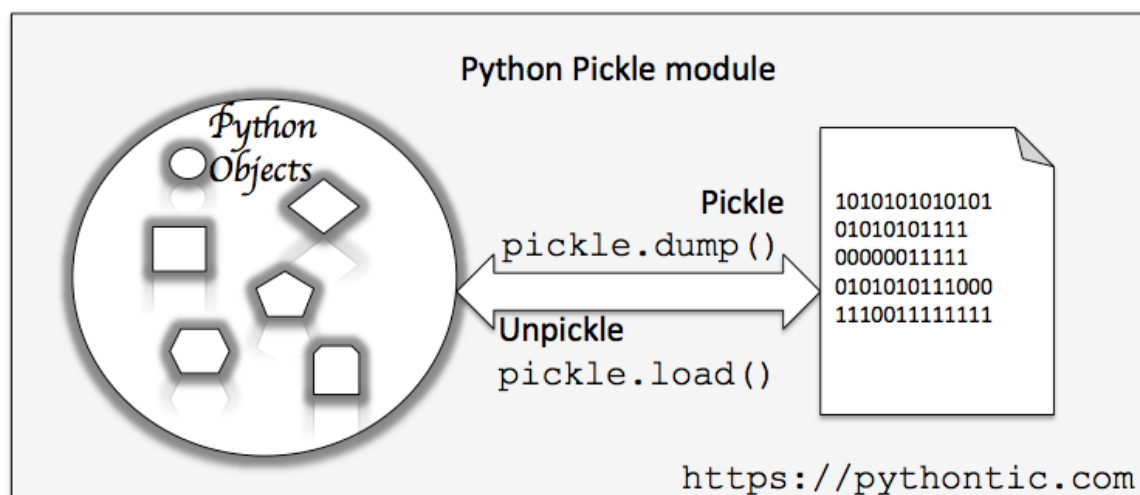 Python Pickle module
Python
Objects
Pickle
pickle.dump()
Unpickle
pickle.load()
1010101010101
01010101111
00000011111
0101010111000
1110011111111
https://pythontic.com